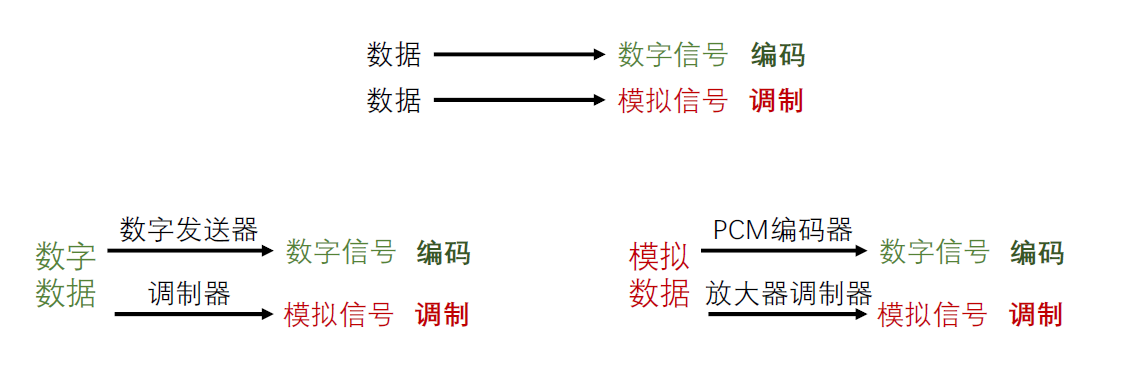 数据 数字信号 编码
数据 模拟信号 调制
数字发送器
数字
数据
数字信号 编码
调制器
模拟信号 调制
PCM编码器
模拟
数据
数字信号 编码
放大器调制器
模拟信号 调制